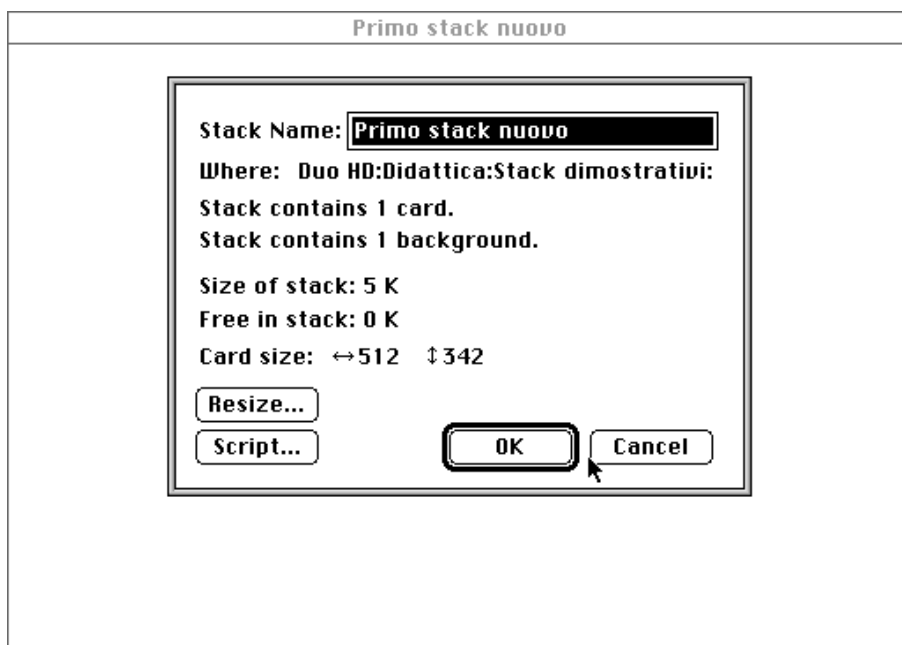 Primo stack nuovo
Stack Name: Primo stack nuovo
Where: Duo HD:Didattica:Stack dimostrativi:
Stack contains 1 card.
Stack contains 1 background.
Size of stack: 5 K
Free in stack: 0 K
Card size: ↔512 ↕342
Resize...
Script... OK Cancel